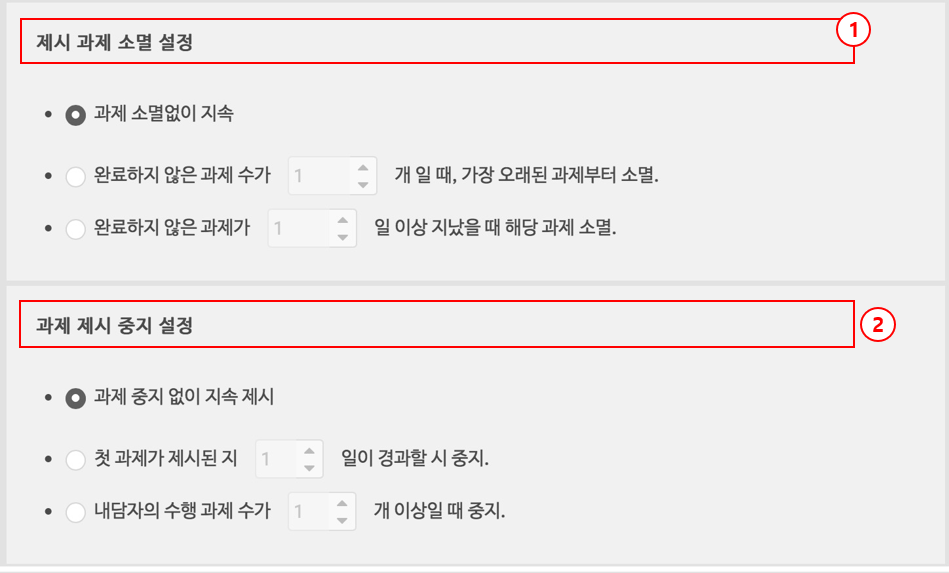 제시 과제 소멸 설정 1
과제 소멸없이 지속
완료하지 않은 과제 수가 1 개 일 때, 가장 오래된 과제부터 소멸.
완료하지 않은 과제가 1 일 이상 지났을 때 해당 과제 소멸.
과제 제시 중지 설정 2
과제 중지 없이 지속 제시
첫 과제가 제시된 지 1 일이 경과할 시 중지.
내담자의 수행 과제 수가 1 개 이상일 때 중지.